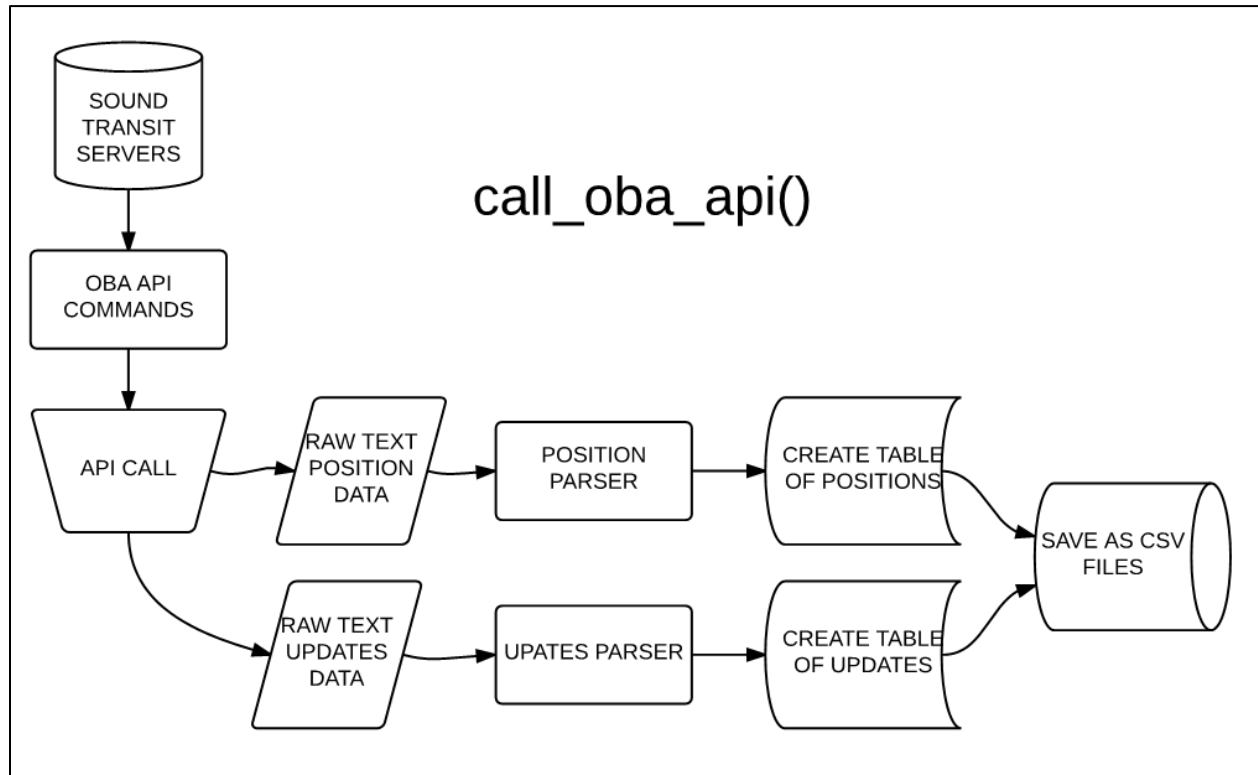 SOUND
TRANSIT
SERVERS
call_oba_api()
OBA API
COMMANDS
API CALL
RAW TEXT
POSITION
DATA
POSITION
PARSER
CREATE TABLE
OF POSITIONS
SAVE AS CSV
FILES
RAW TEXT
UPDATES
DATA
UPATES PARSER
CREATE TABLE
OF UPDATES